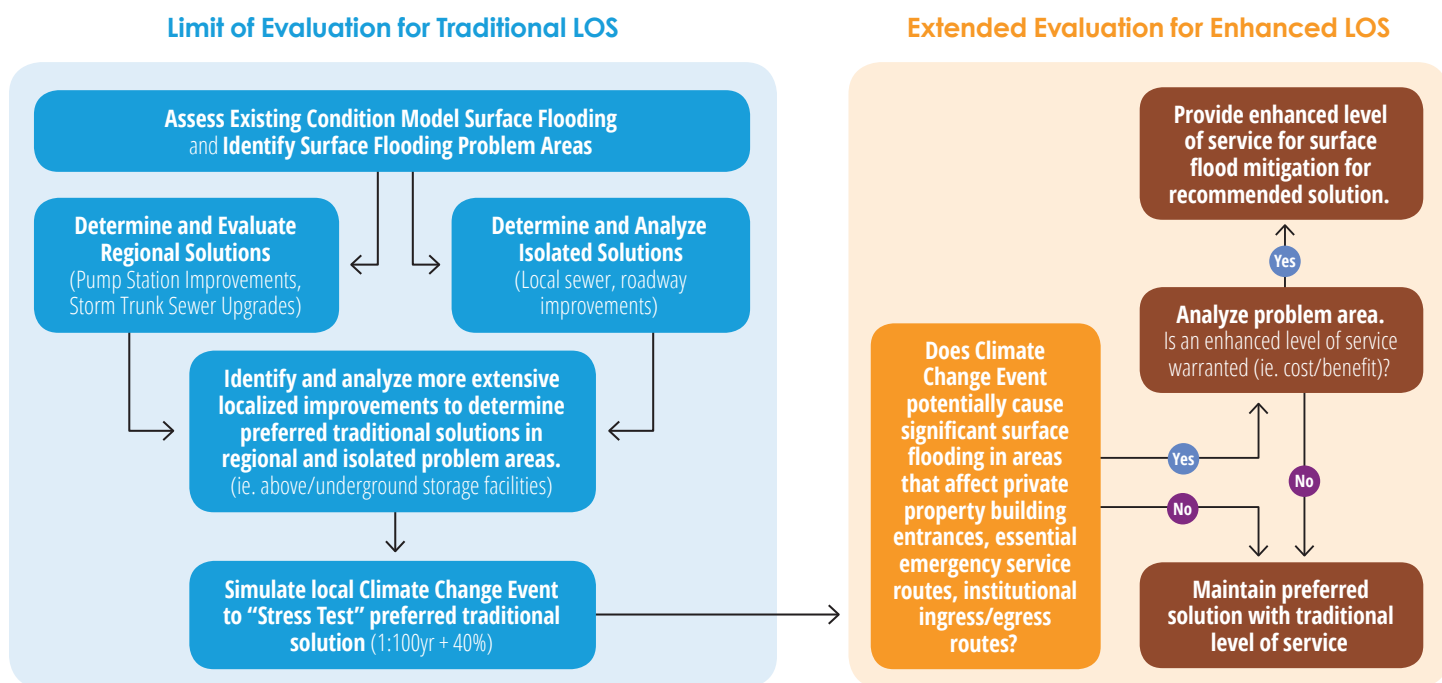 Limit of Evaluation for Traditional LOS
Assess Existing Condition Model Surface Flooding
and Identify Surface Flooding Problem Areas
Determine and Evaluate
Regional Solutions
(Pump Station Improvements,
Storm Trunk Sewer Upgrades)
Determine and Analyze
Isolated Solutions
(Local sewer, roadway
improvements)
Identify and analyze more extensive
localized improvements to determine
preferred traditional solutions in
regional and isolated problem areas.
(ie. above/underground storage facilities)
Simulate local Climate Change Event
to “Stress Test” preferred traditional
solution (1:100yr + 40%)
Extended Evaluation for Enhanced LOS
Does Climate
Change Event
potentially cause
significant surface
flooding in areas
that affect private
property building
entrances, essential
emergency service
routes, institutional
ingress/egress
routes?
Yes
No
Analyze problem area.
Is an enhanced level of service
warranted (ie. cost/benefit)?
Yes
No
Provide enhanced level
of service for surface
flood mitigation for
recommended solution.
Maintain preferred
solution with traditional
level of service